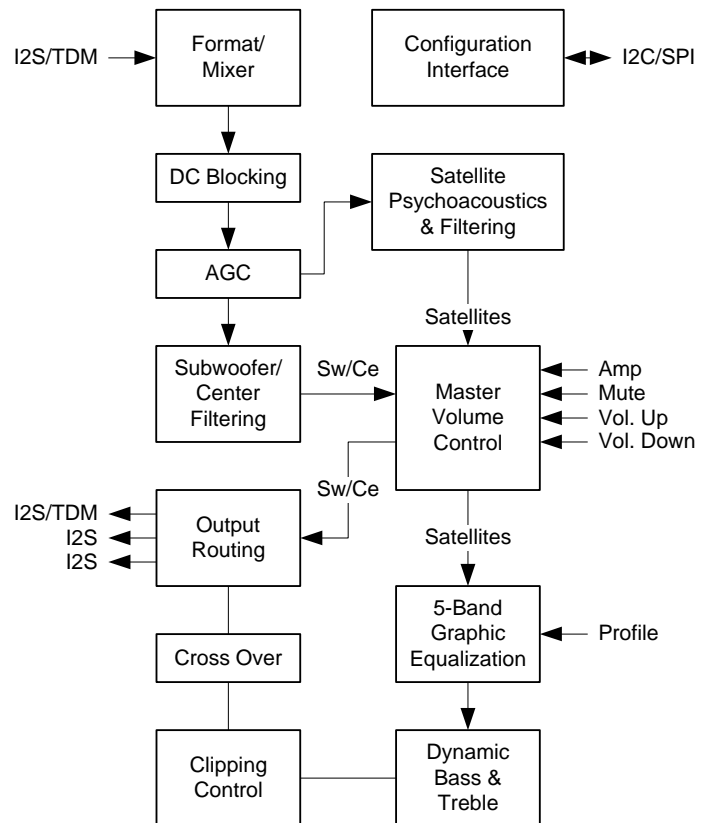 I2S/TDM
Format/
Mixer
Configuration
Interface
I2C/SPI
DC Blocking
Satellite
Psychoacoustics
& Filtering
AGC
Satellites
Subwoofer/
Center
Filtering
Sw/Ce
Master
Volume
Control
Amp
Mute
Vol. Up
Vol. Down
Sw/Ce
I2S/TDM
I2S
I2S
Output
Routing
Satellites
5-Band
Graphic
Equalization
Profile
Cross Over
Clipping
Control
Dynamic
Bass &
Treble